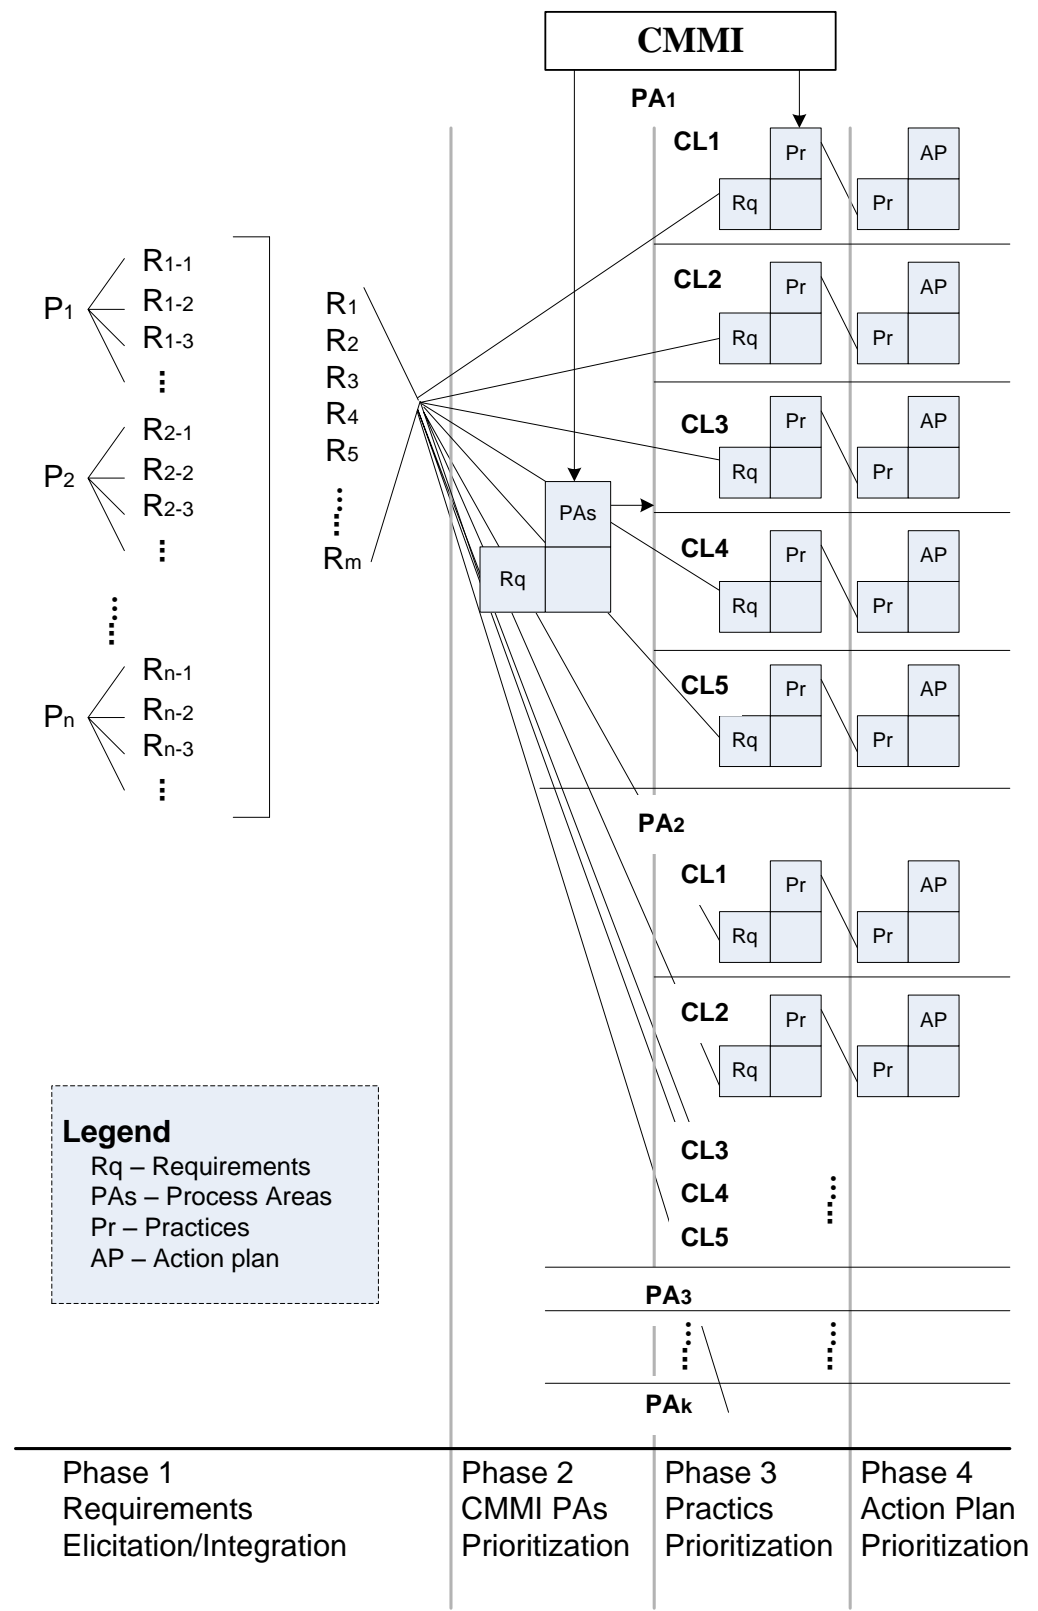 CMMI
PA1
CL1
Pr
AP
Rq
Pr
CL2
Pr
AP
Rq
Pr
CL3
Pr
AP
Rq
Pr
CL4
Pr
AP
Rq
Pr
CL5
Pr
AP
Rq
Pr
P1
R1-1
R1-2
R1-3
P2
R2-1
R2-2
R2-3
Pn
Rn-1
Rn-2
Rn-3
R1
R2
R3
R4
R5
Rm
PAs
Rq
PA2
CL1
Pr
AP
Rq
Pr
CL2
Pr
AP
Rq
Pr
CL3
CL4
CL5
PA3
PAk
Legend
Rq – Requirements
PAs – Process Areas
Pr – Practices
AP – Action plan
Phase 1
Requirements
Elicitation/Integration
Phase 2
CMMI PAs
Prioritization
Phase 3
Practics
Prioritization
Phase 4
Action Plan
Prioritization